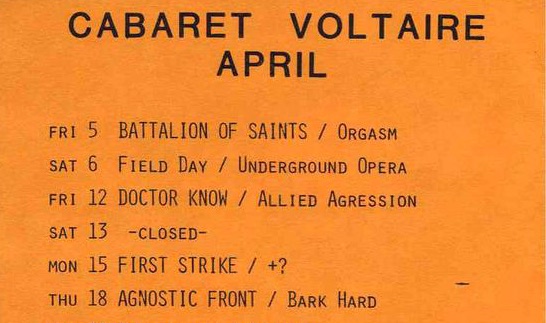 CABARET VOLTAIRE
APRIL
FRI 5 BATTALION OF SAINTS / ORGASM
SAT 6 FIELD DAY / UNDERGROUND OPERA
FRI 12 DOCTOR KNOW / ALLIED AGRESSION
SAT 13 -CLOSED-
MON 15 FIRST STRIKE / +?
THU 18 AGNOSTIC FRONT / BARK HARD